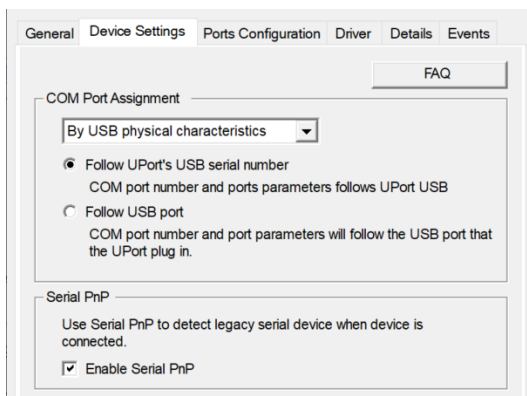 General Device Settings Ports Configuration Driver Details Events
FAQ
COM Port Assignment
By USB physical characteristics
Follow UPort's USB serial number
COM port number and ports parameters follows UPort USB
Follow USB port
COM port number and port parameters will follow the USB port that
the UPort plug in.
Serial PnP
Use Serial PnP to detect legacy serial device when device is
connected.
Enable Serial PnP